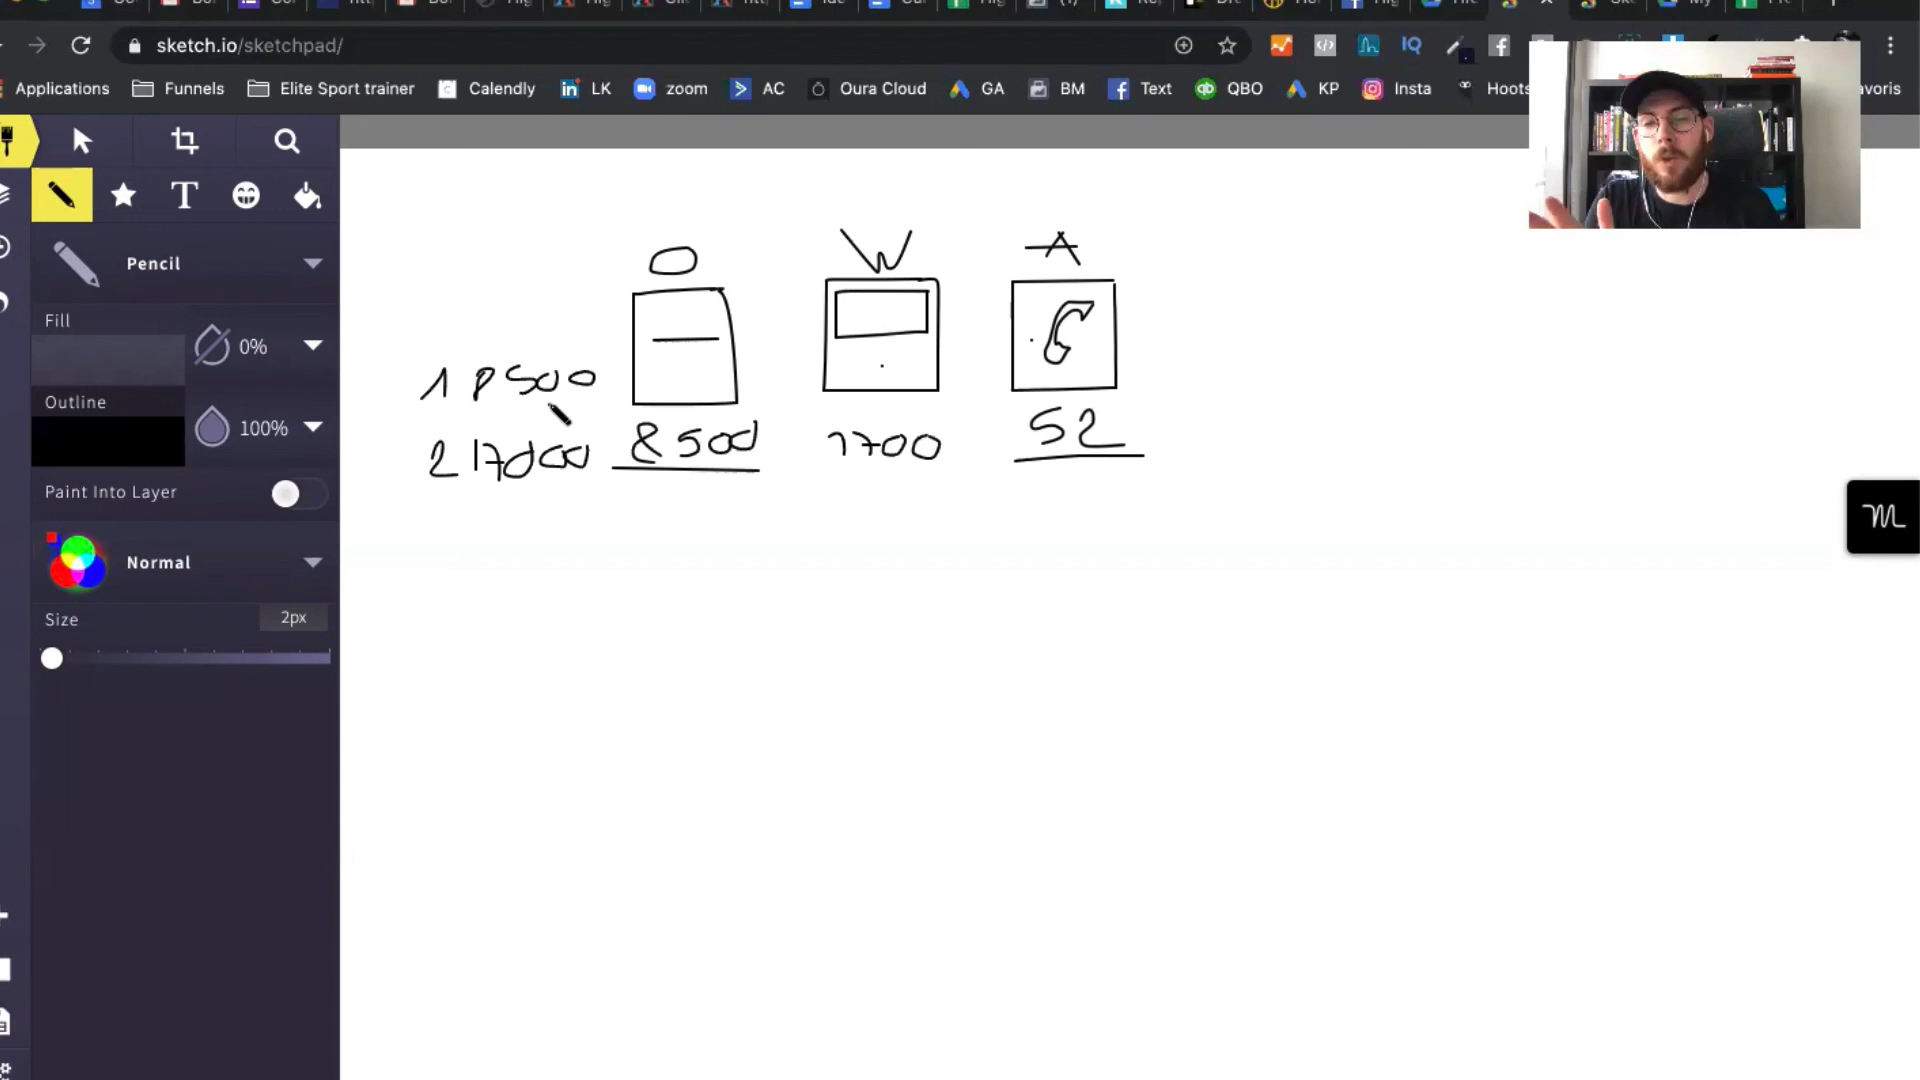 sketch.io/sketchpad/
Applications Funnels Elite Sport trainer Calendly LK zoom AC Oura Cloud GA BM Text QBO KP Insta Hoots avoris
T
Pencil
Fill
0%
Outline
100%
Paint Into Layer
Normal
Size
2px
O W A
1 8500
2 17000 8500 1700 52